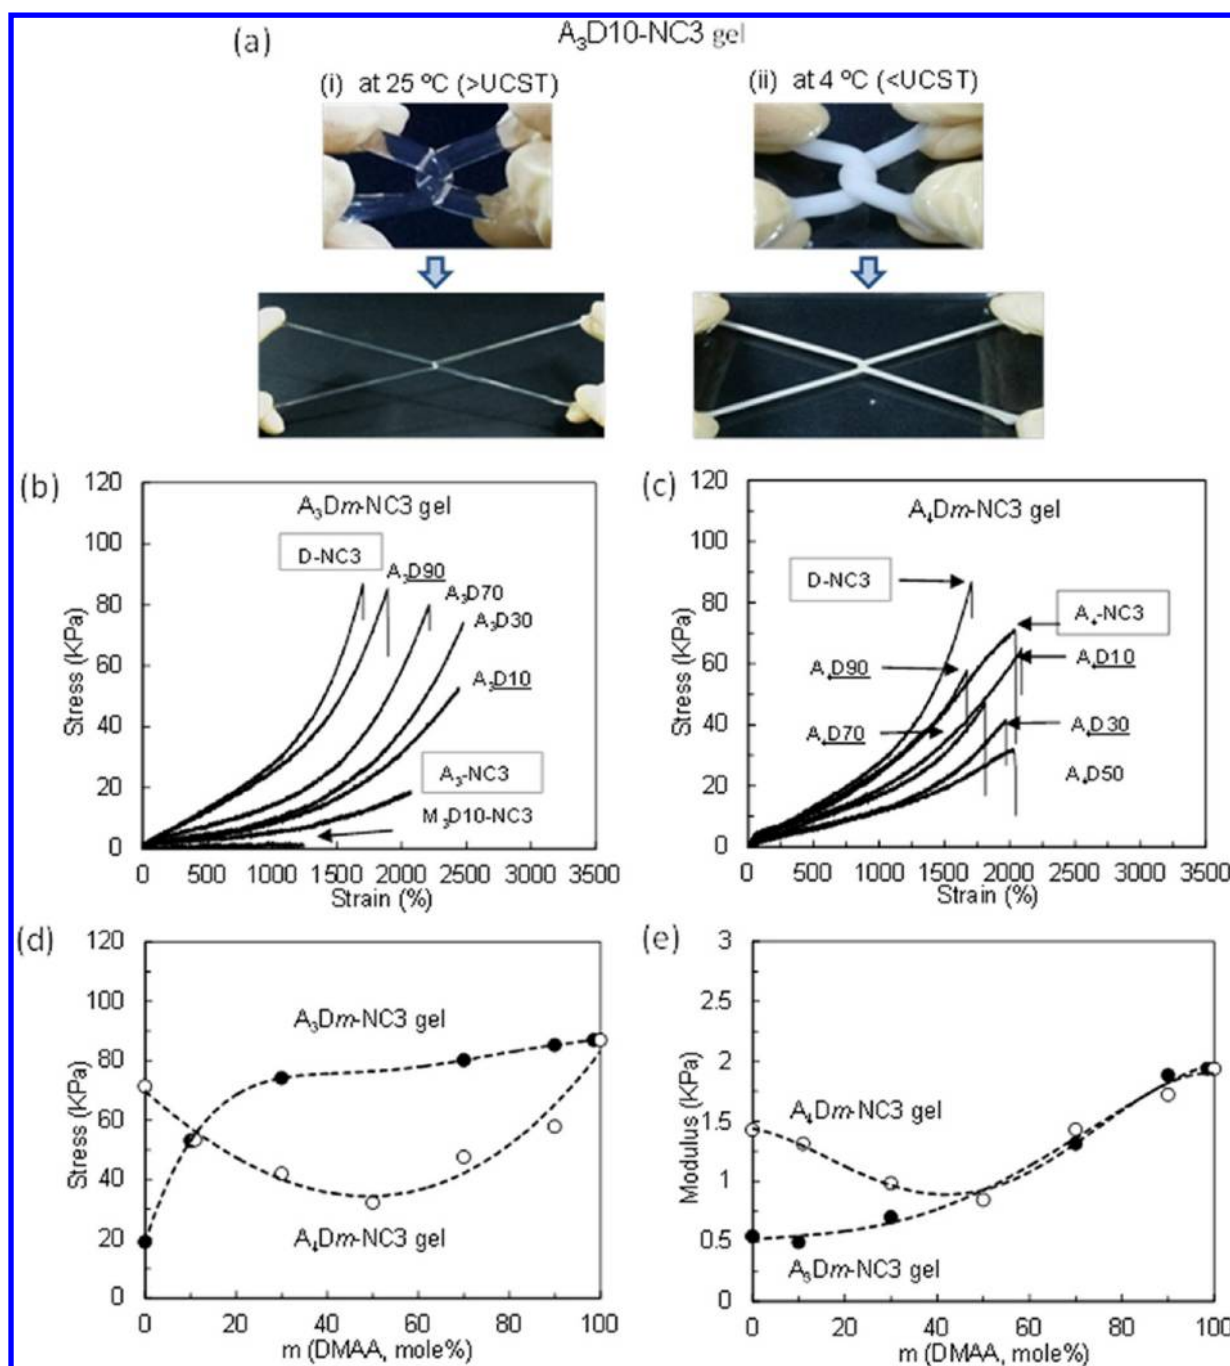 (a)
A₃D10-NC3 gel
(i) at 25 ºC (>UCST)
(ii) at 4 ºC (<UCST)
(b)
A₃Dm-NC3 gel
D-NC3
A₃D90
A₃D70
A₃D30
A₃D10
A₃-NC3
M₃D10-NC3
Stress (KPa)
120
100
80
60
40
20
0
0 500 1000 1500 2000 2500 3000 3500
Strain (%)
(c)
A₄Dm-NC3 gel
D-NC3
A₄-NC3
A₄D90
A₄D10
A₄D70
A₄D30
A₄D50
Stress (KPa)
120
100
80
60
40
20
0
0 500 1000 1500 2000 2500 3000 3500
Strain (%)
(d)
A₃Dm-NC3 gel
A₄Dm-NC3 gel
Stress (KPa)
120
100
80
60
40
20
0
0 20 40 60 80 100
m (DMAA, mole%)
(e)
A₄Dm-NC3 gel
A₃Dm-NC3 gel
Modulus (KPa)
3
2.5
2
1.5
1
0.5
0
0 20 40 60 80 100
m (DMAA, mole%)